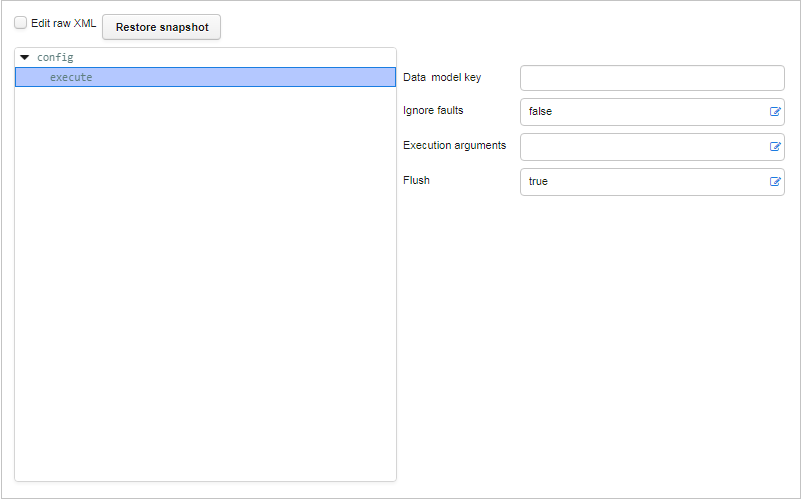 Edit raw XML Restore snapshot
config
execute
Data model key
Ignore faults false
Execution arguments
Flush true